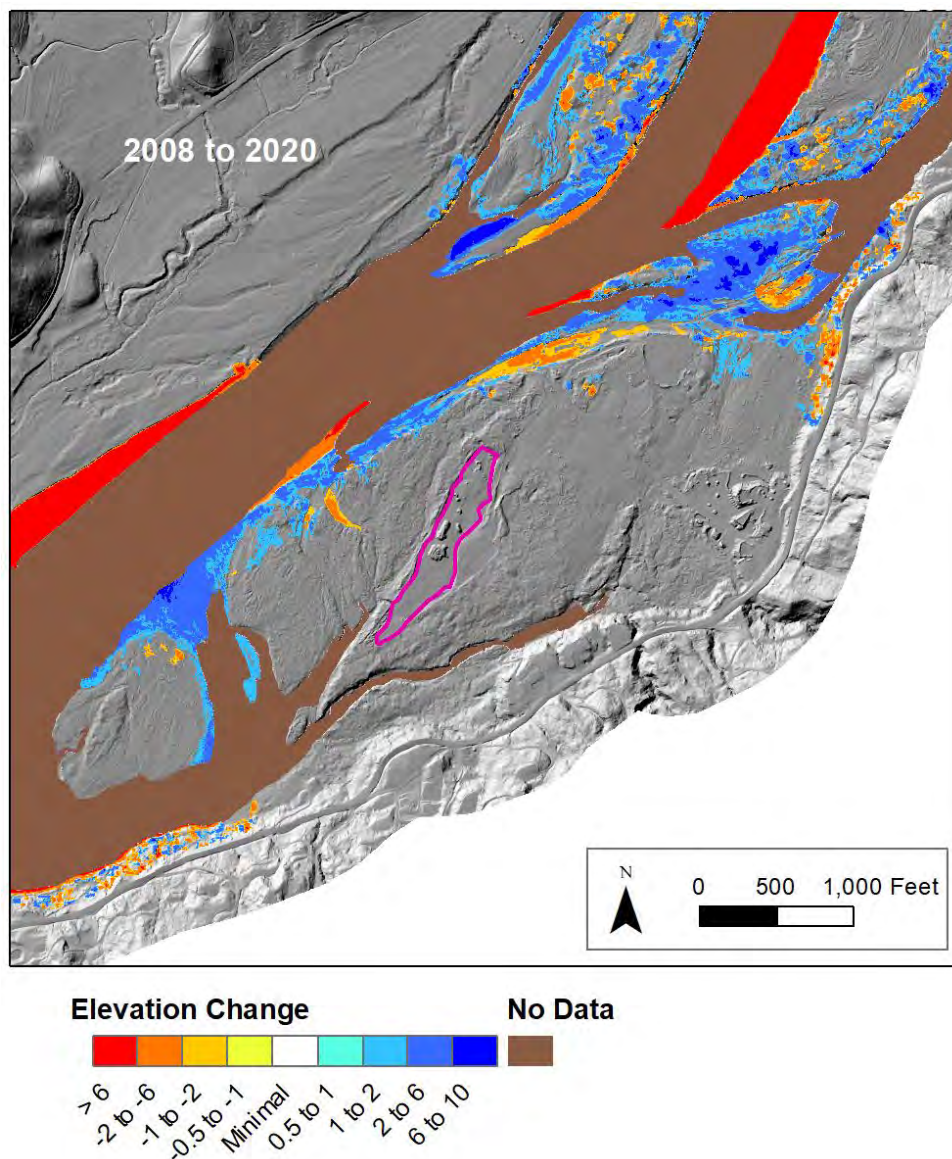 2008 to 2020
N
0 500 1,000 Feet
Elevation Change
No Data
> 6
-2 to -6
-1 to -2
-0.5 to -1
Minimal
0.5 to 1
1 to 2
2 to 6
6 to 10